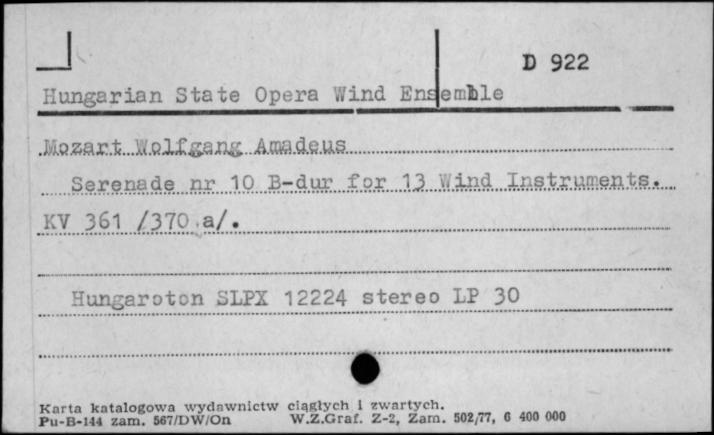 D 922
Hungarian State Opera Wind Ensemble
Mozart Wolfgang Amadeus
Serenade nr 10 B-dur for 13 Wind Instruments.
KV 361 /370 a/.
Hungaroton SLPX 12224 stereo LP 30
Karta katalogowa wydawnictw ciągłych i zwartych.
Pu-B-144 zam. 567/DW/On W.Z.Graf. Z-2, Zam. 502/77, 6 400 000